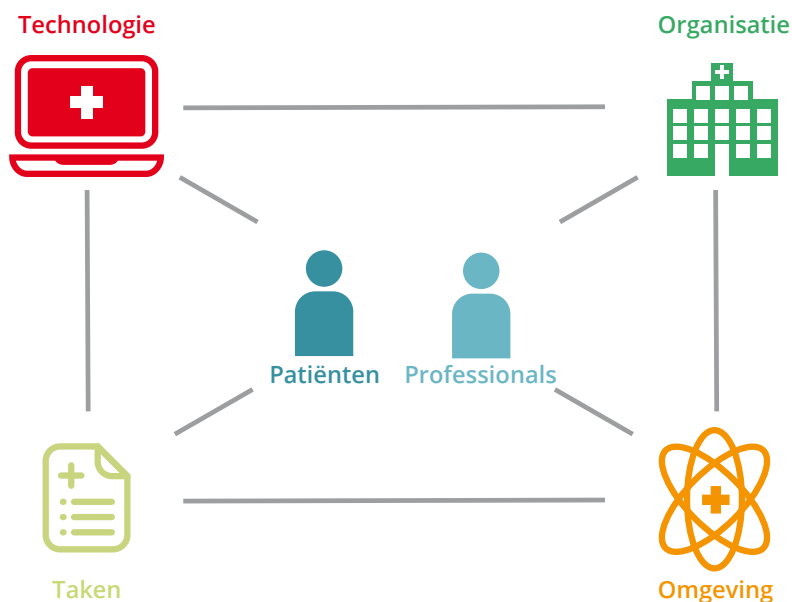 Technologie
Organisatie
Patiënten
Professionals
Taken
Omgeving